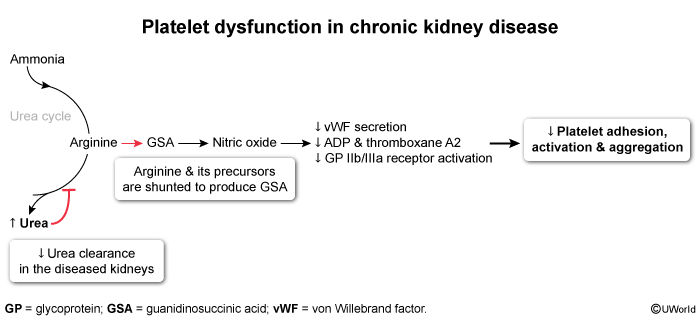 Platelet dysfunction in chronic kidney disease
Ammonia
Urea cycle
Arginine
GSA
Nitric oxide
↓ vWF secretion
↓ ADP & thromboxane A2
↓ GP IIb/IIIa receptor activation
↓ Platelet adhesion,
activation & aggregation
Arginine & its precursors
are shunted to produce GSA
↑ Urea
↓ Urea clearance
in the diseased kidneys
GP = glycoprotein; GSA = guanidinosuccinic acid; vWF = von Willebrand factor.
©UWorld